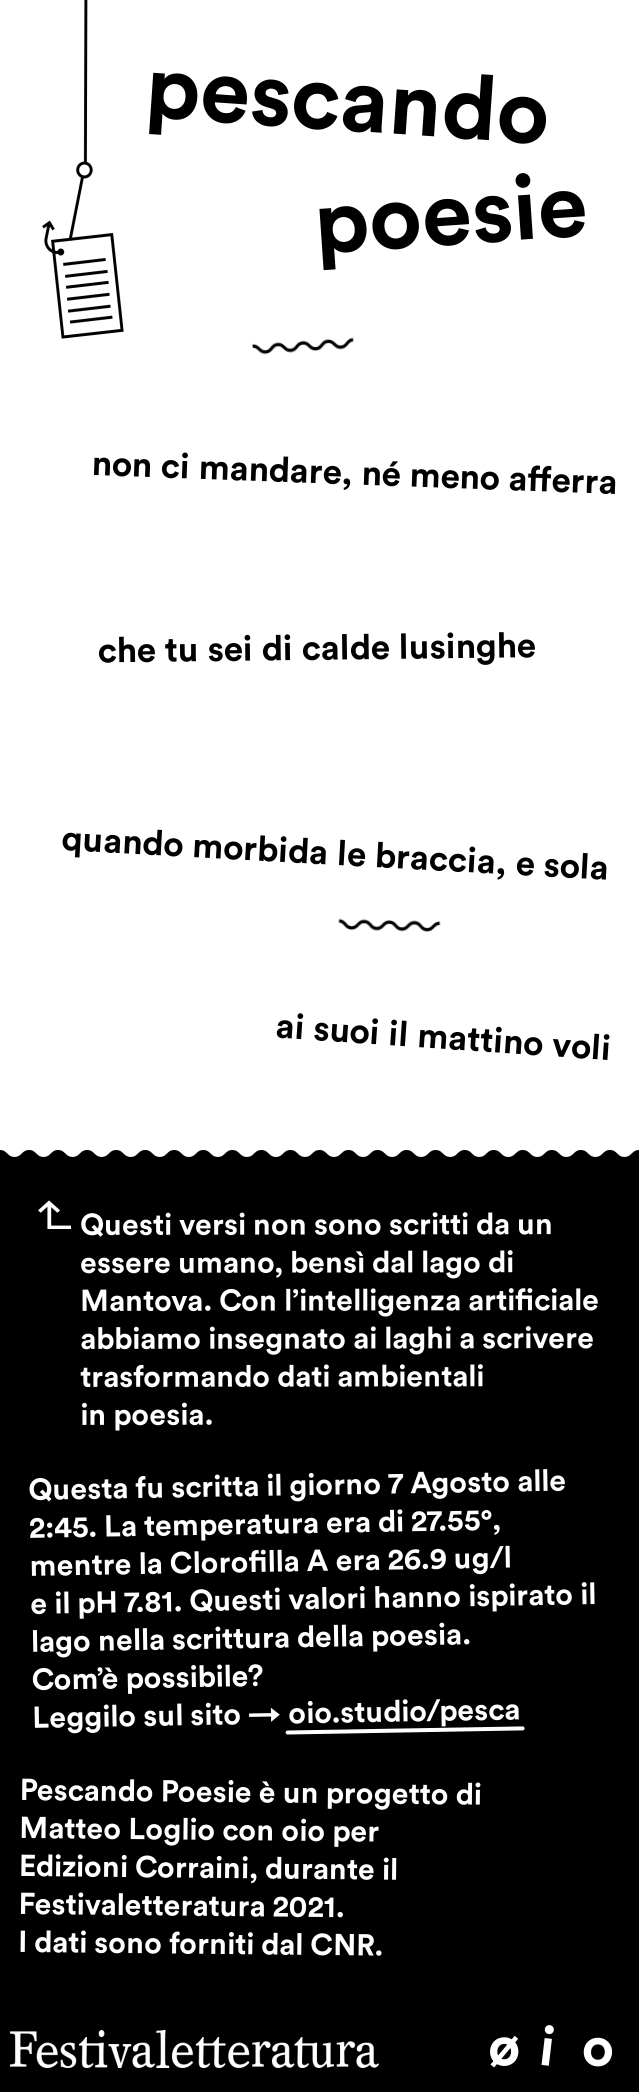 pescando
poesie
non ci mandare, né meno afferra
che tu sei di calde lusinghe
quando morbida le braccia, e sola
ai suoi il mattino voli
Questi versi non sono scritti da un
essere umano, bensì dal lago di
Mantova. Con l'intelligenza artificiale
abbiamo insegnato ai laghi a scrivere
trasformando dati ambientali
in poesia.
Questa fu scritta il giorno 7 Agosto alle
2:45. La temperatura era di 27.55°,
mentre la Clorofilla A era 26.9 ug/l
e il pH 7.81. Questi valori hanno ispirato il
lago nella scrittura della poesia.
Com'è possibile?
Leggilo sul sito → oio.studio/pesca
Pescando Poesie è un progetto di
Matteo Loglio con oio per
Edizioni Corraini, durante il
Festivaletteratura 2021.
I dati sono forniti dal CNR.
Festivaletteratura
ø i o